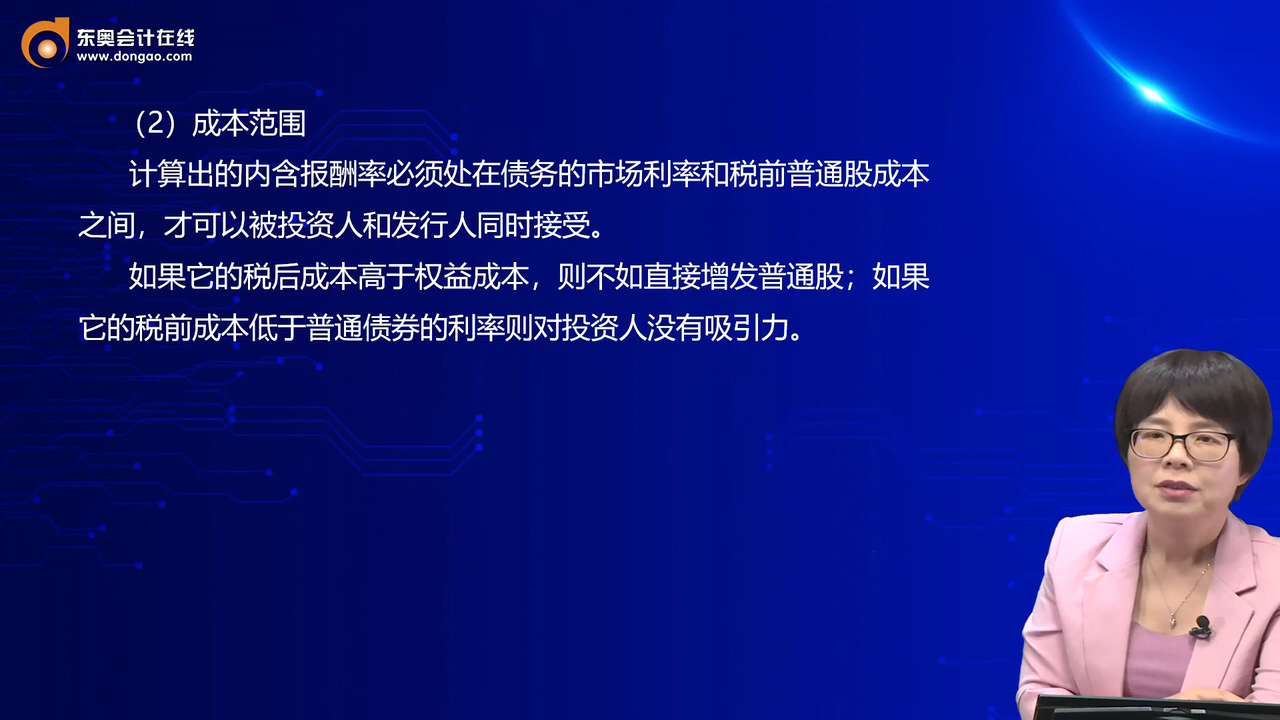 东奥会计在线
www.dongao.com
（2）成本范围
计算出的内含报酬率必须处在债务的市场利率和税前普通股成本
之间，才可以被投资人和发行人同时接受。
如果它的税后成本高于权益成本，则不如直接增发普通股；如果
它的税前成本低于普通债券的利率则对投资人没有吸引力。